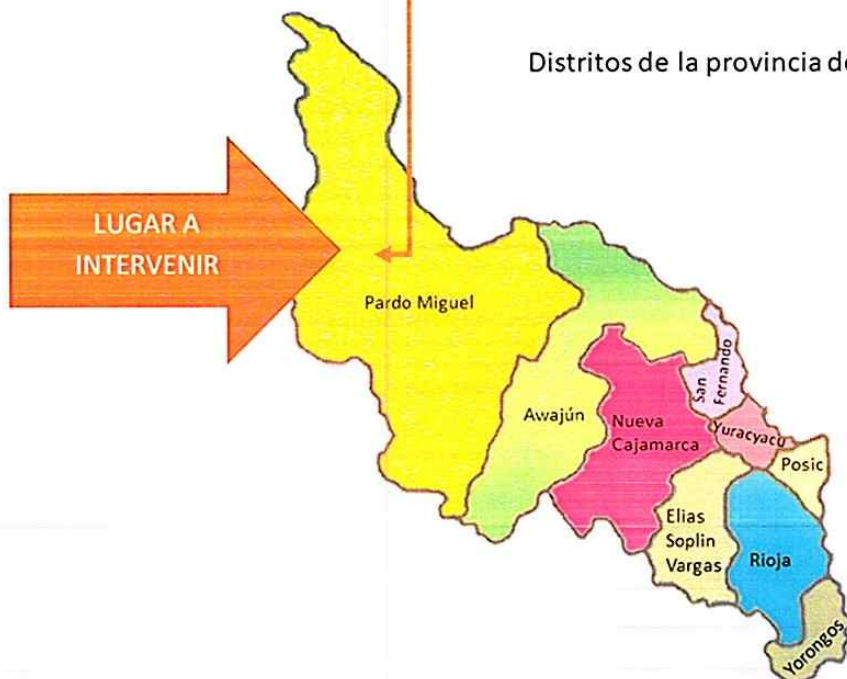 Distritos de la provincia de
LUGAR A
INTERVENIR
Pardo Miguel
San
Fernando
Awajún
Nueva
Cajamarca
Yuracyacu
Posic
Elias
Soplin
Vargas
Rioja
Yorongos